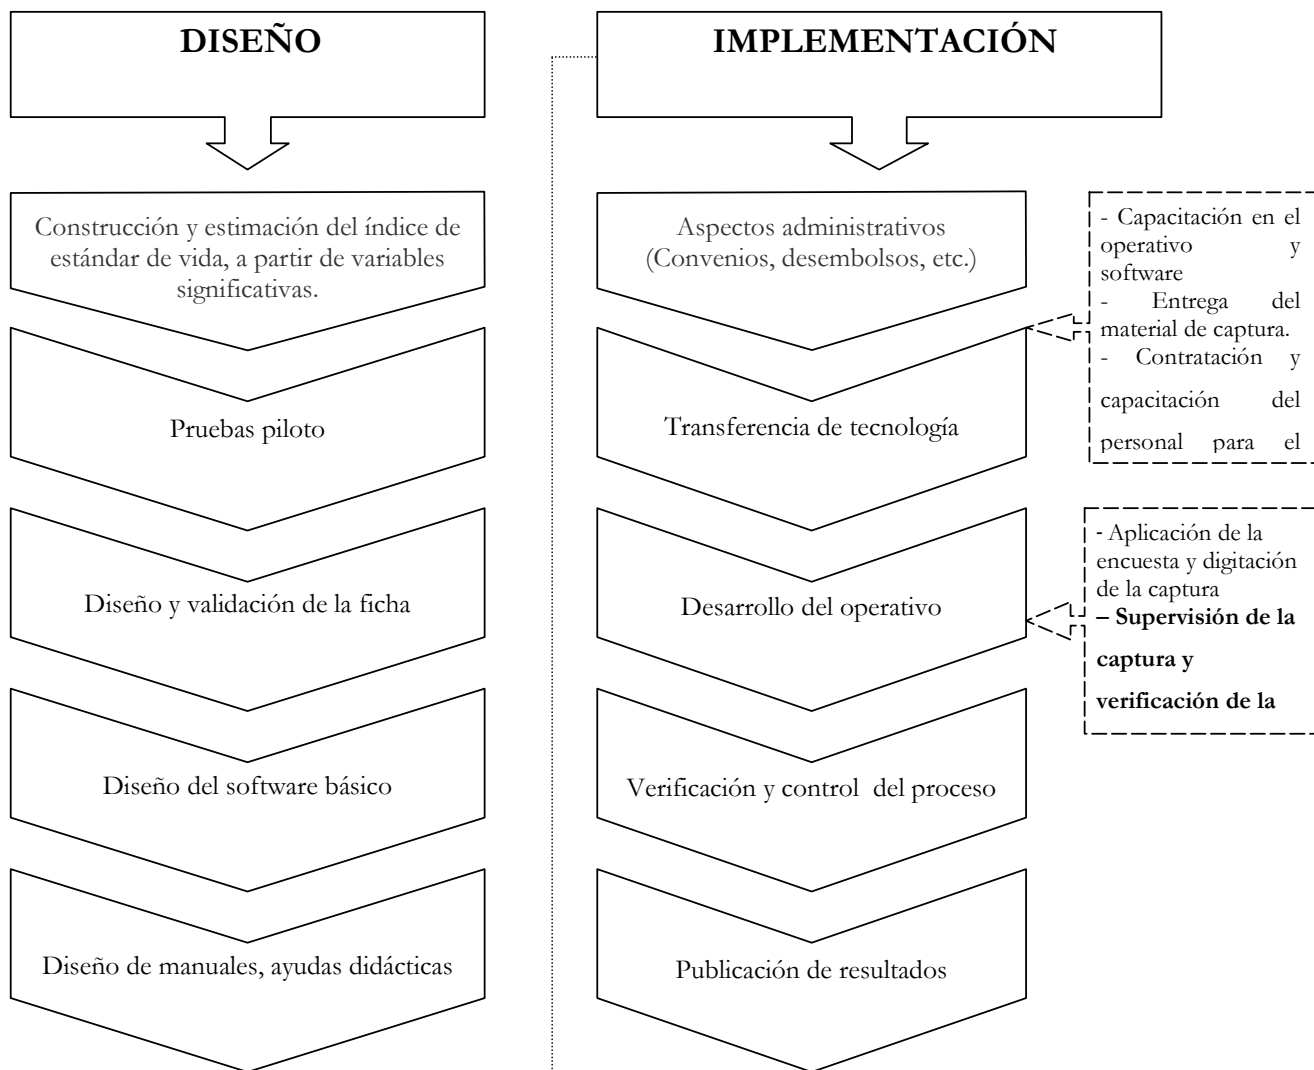 DISEÑO
Construcción y estimación del índice de
estándar de vida, a partir de variables
significativas.
Pruebas piloto
Diseño y validación de la ficha
Diseño del software básico
Diseño de manuales, ayudas didácticas
IMPLEMENTACIÓN
Aspectos administrativos
(Convenios, desembolsos, etc.)
Transferencia de tecnología
Desarrollo del operativo
Verificación y control  del proceso
Publicación de resultados
- Capacitación en el
operativo y
software
- Entrega del
material de captura.
- Contratación y
capacitación del
personal para el
- Aplicación de la
encuesta y digitación
de la captura
– Supervisión de la
captura y
verificación de la